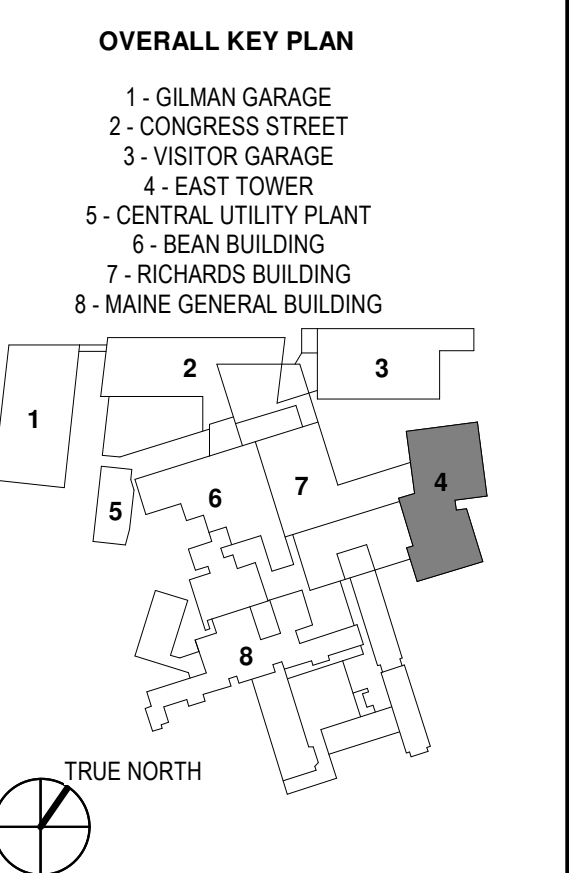 OVERALL KEY PLAN
1 - GILMAN GARAGE
2 - CONGRESS STREET
3 - VISITOR GARAGE
4 - EAST TOWER
5 - CENTRAL UTILITY PLANT
6 - BEAN BUILDING
7 - RICHARDS BUILDING
8 - MAINE GENERAL BUILDING
2
3
1
4
7
6
5
8
TRUE NORTH